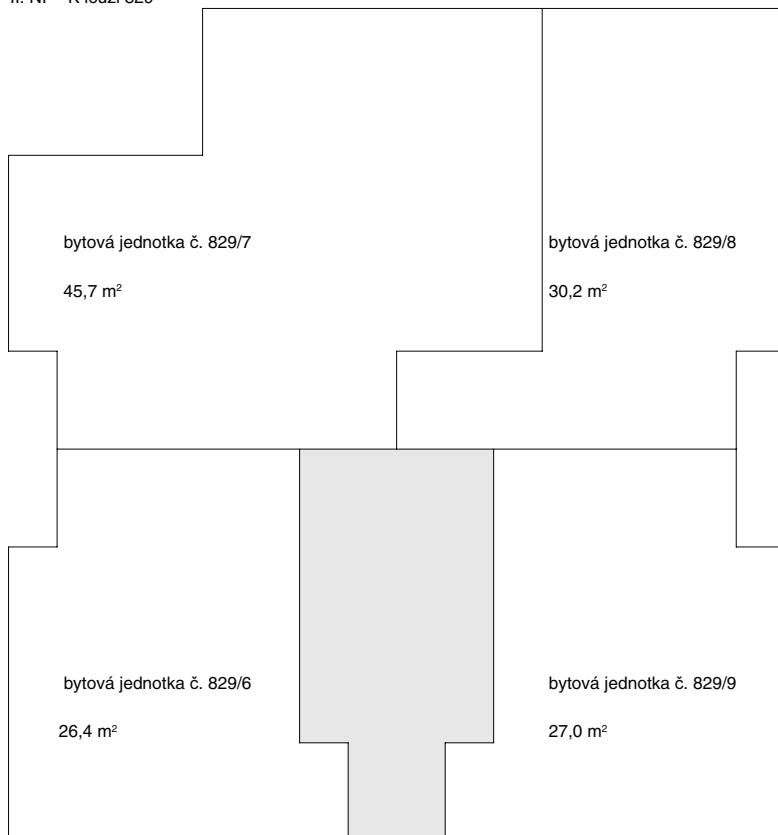 bytová jednotka č. 829/7
45,7 m²
bytová jednotka č. 829/8
30,2 m²
bytová jednotka č. 829/6
26,4 m²
bytová jednotka č. 829/9
27,0 m²